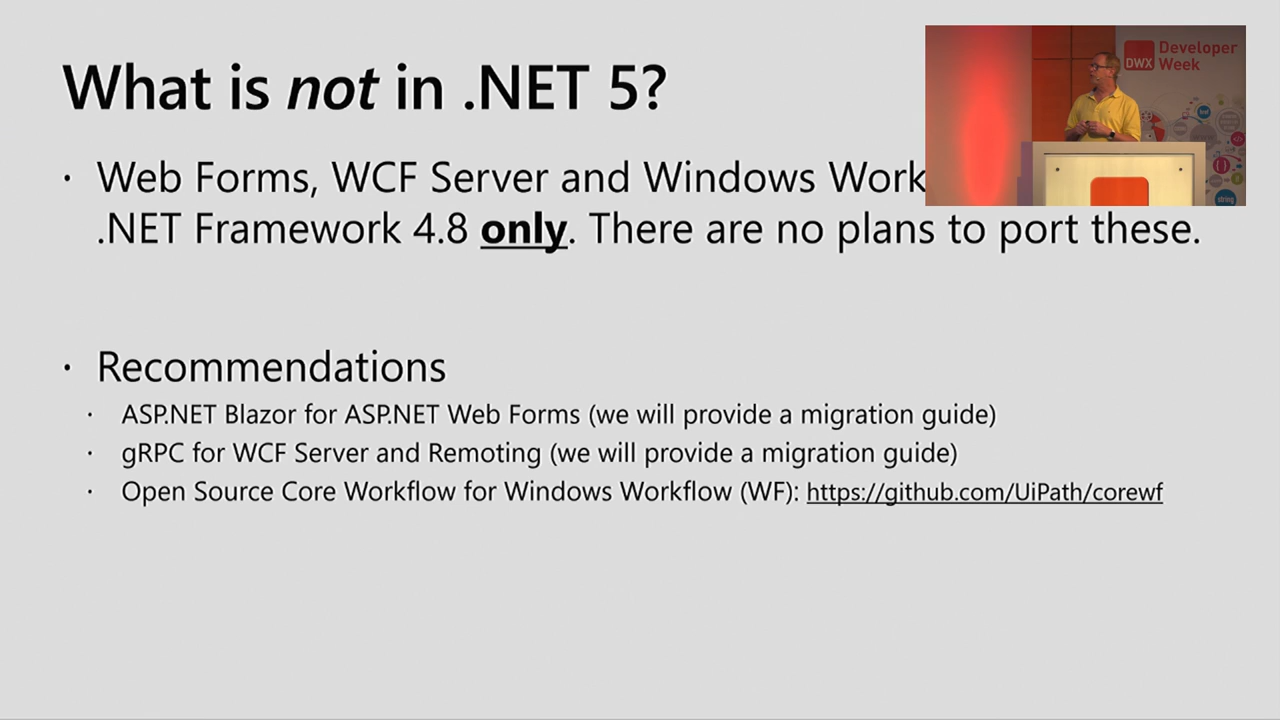 What is not in .NET 5?
DWX Developer
Week
· Web Forms, WCF Server and Windows Work
.NET Framework 4.8 only. There are no plans to port these.
· Recommendations
· ASP.NET Blazor for ASP.NET Web Forms (we will provide a migration guide)
· gRPC for WCF Server and Remoting (we will provide a migration guide)
· Open Source Core Workflow for Windows Workflow (WF): https://github.com/UiPath/corewf